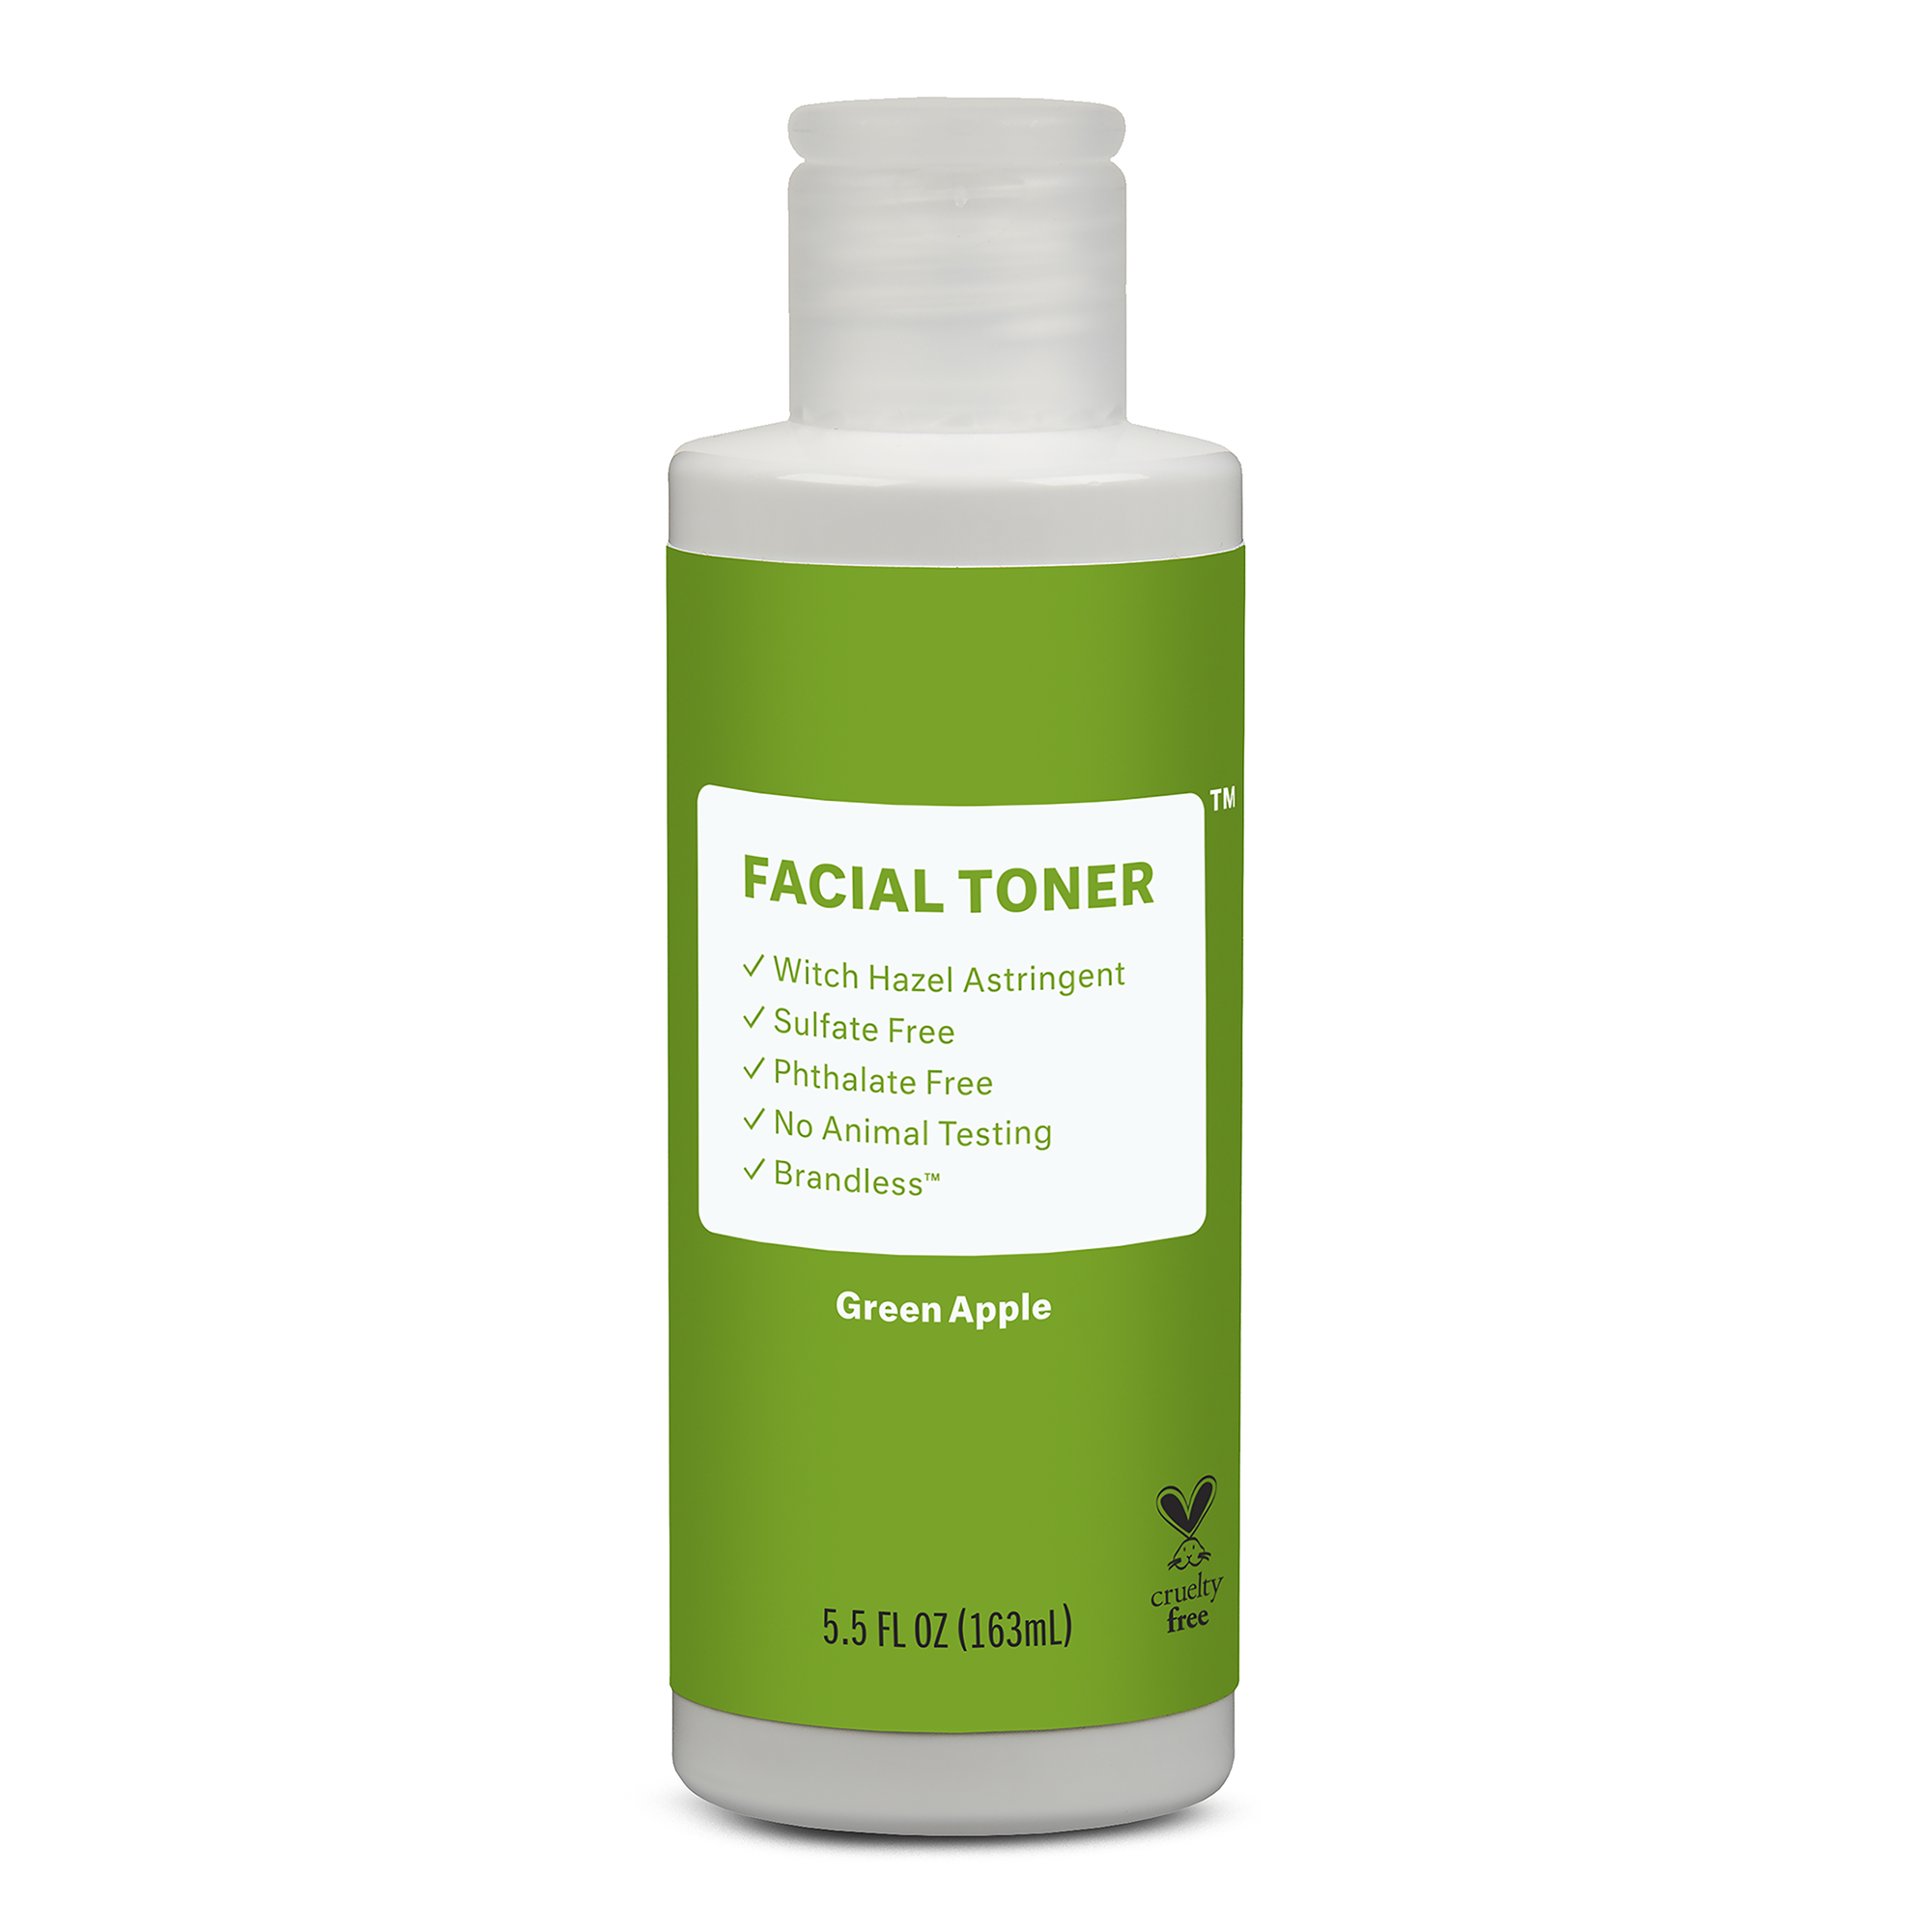 TM
FACIAL TONER
✓ Witch Hazel Astringent
✓ Sulfate Free
✓ Phthalate Free
✓ No Animal Testing
✓ Brandless™
Green Apple
cruelty
free
5.5 FL OZ (163mL)